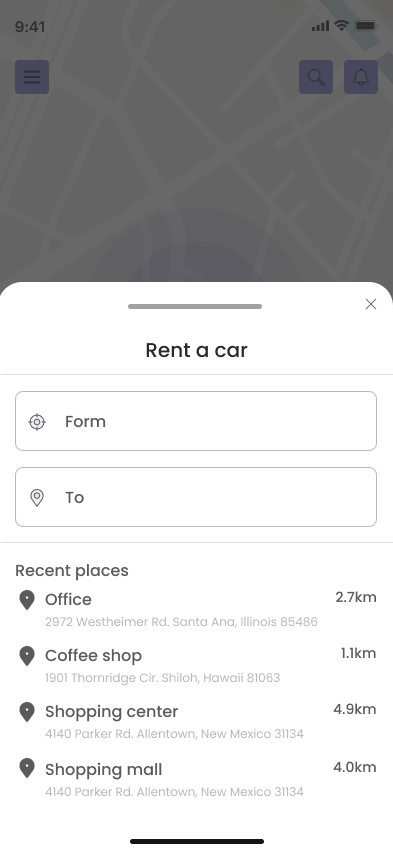 9:41
Rent a car
Form
To
Recent places
Office 2.7km
2972 Westheimer Rd. Santa Ana, Illinois 85486
Coffee shop 1.1km
1901 Thornridge Cir. Shiloh, Hawaii 81063
Shopping center 4.9km
4140 Parker Rd. Allentown, New Mexico 31134
Shopping mall 4.0km
4140 Parker Rd. Allentown, New Mexico 31134